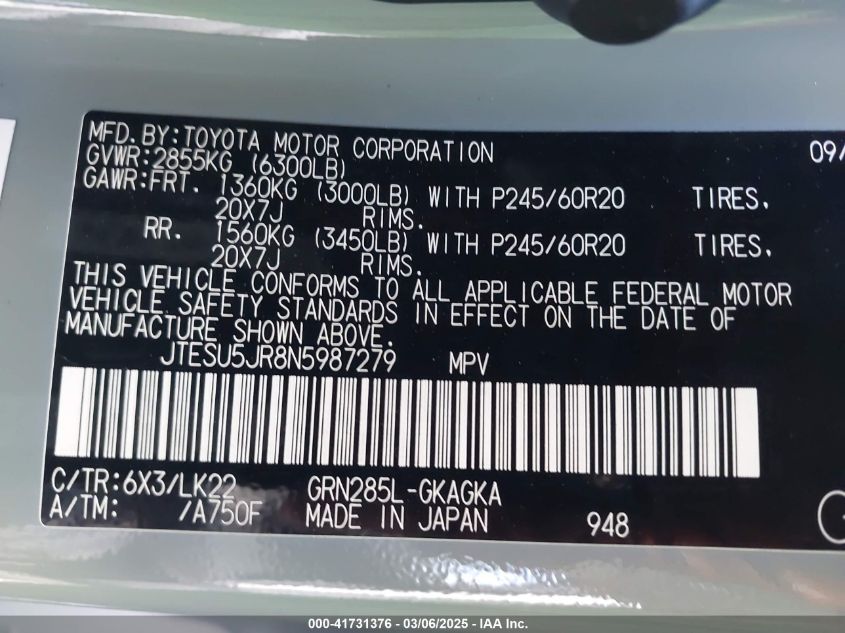 MFD.BY:TOYOTA MOTOR CORPORATION 09/
GVWR:2855KG (6300LB)
GAWR:FRT. 1360KG (3000LB) WITH P245/60R20 TIRES.
20X7J RIMS.
RR. 1560KG (3450LB) WITH P245/60R20 TIRES.
20X7J RIMS.
THIS VEHICLE CONFORMS TO ALL APPLICABLE FEDERAL MOTOR
VEHICLE SAFETY STANDARDS IN EFFECT ON THE DATE OF
MANUFACTURE SHOWN ABOVE.
JTESU5JR8N5987279 MPV
C/TR:6X3/LK22 GRN285L-GKAGKA
A/TM: /A750F MADE IN JAPAN 948
000-41731376 | 03/06/2025 — IAA Inc.